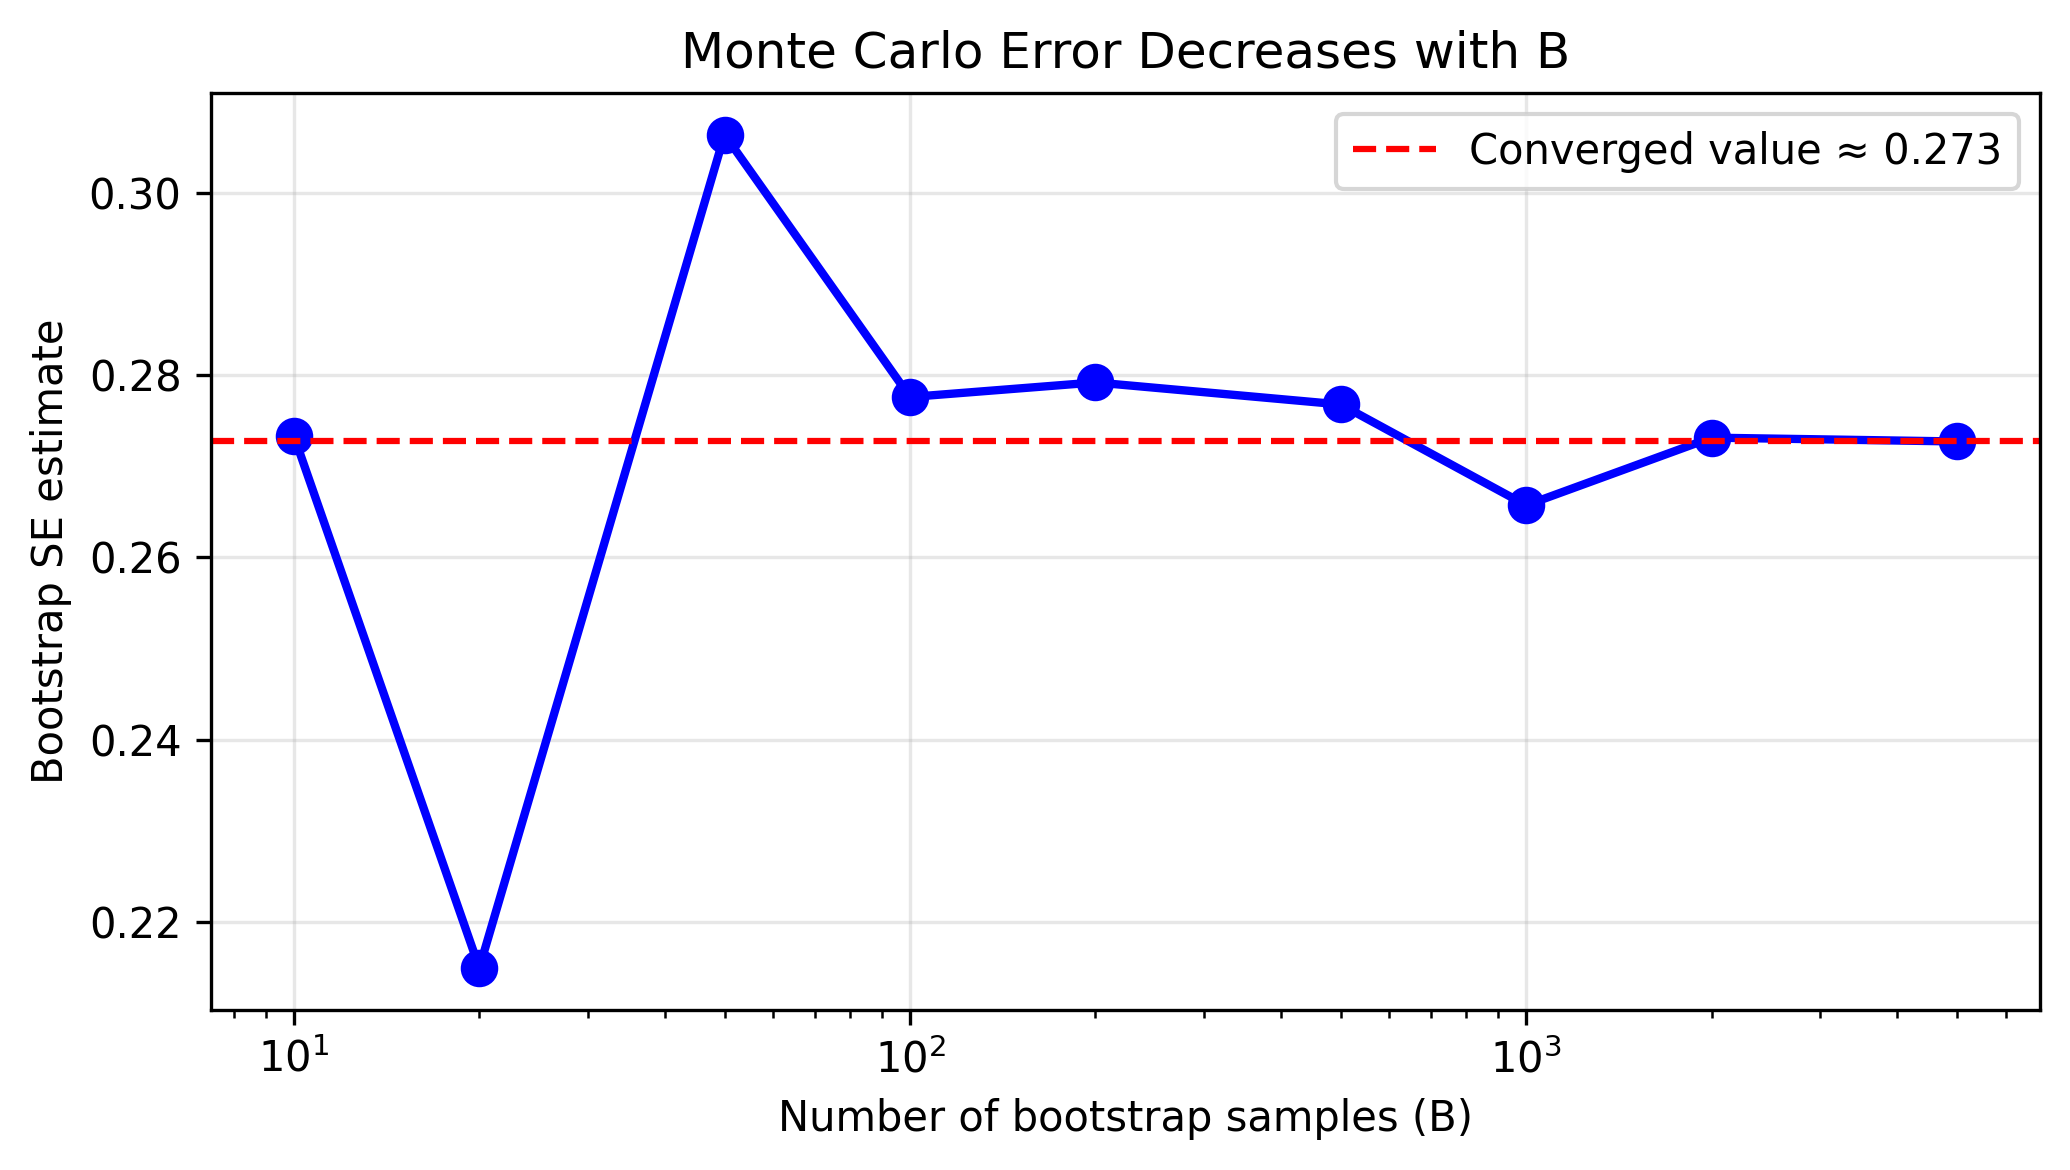 Monte Carlo Error Decreases with B
Converged value ≈ 0.273
Bootstrap SE estimate
0.30
0.28
0.26
0.24
0.22
10¹ 10² 10³
Number of bootstrap samples (B)